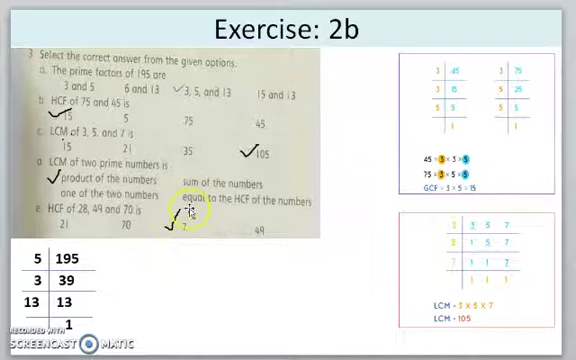 Exercise: 2b
3 Select the correct answer from the given options.
a. The prime factors of 195 are
3 and 5 6 and 13 3, 5, and 13 15 and 13
b. HCF of 75 and 45 is
15 5 75 45
c. LCM of 3, 5, and 7 is
15 21 35 105
d. LCM of two prime numbers is
product of the numbers sum of the numbers
one of the two numbers equal to the HCF of the numbers
e. HCF of 28, 49 and 70 is
21 70 7 49
5 195
3 39
13 13
1
RECORDED WITH
SCREENCAST MATIC
3 45 3 75
3 15 5 25
5 5 5 5
1 1
45 = 3 × 3 × 5
75 = 3 × 5 × 5
GCF = 3 × 5 = 15
3 3 5 7
5 1 5 7
7 1 1 7
1 1 1
LCM = 3 X 5 X 7
LCM = 105